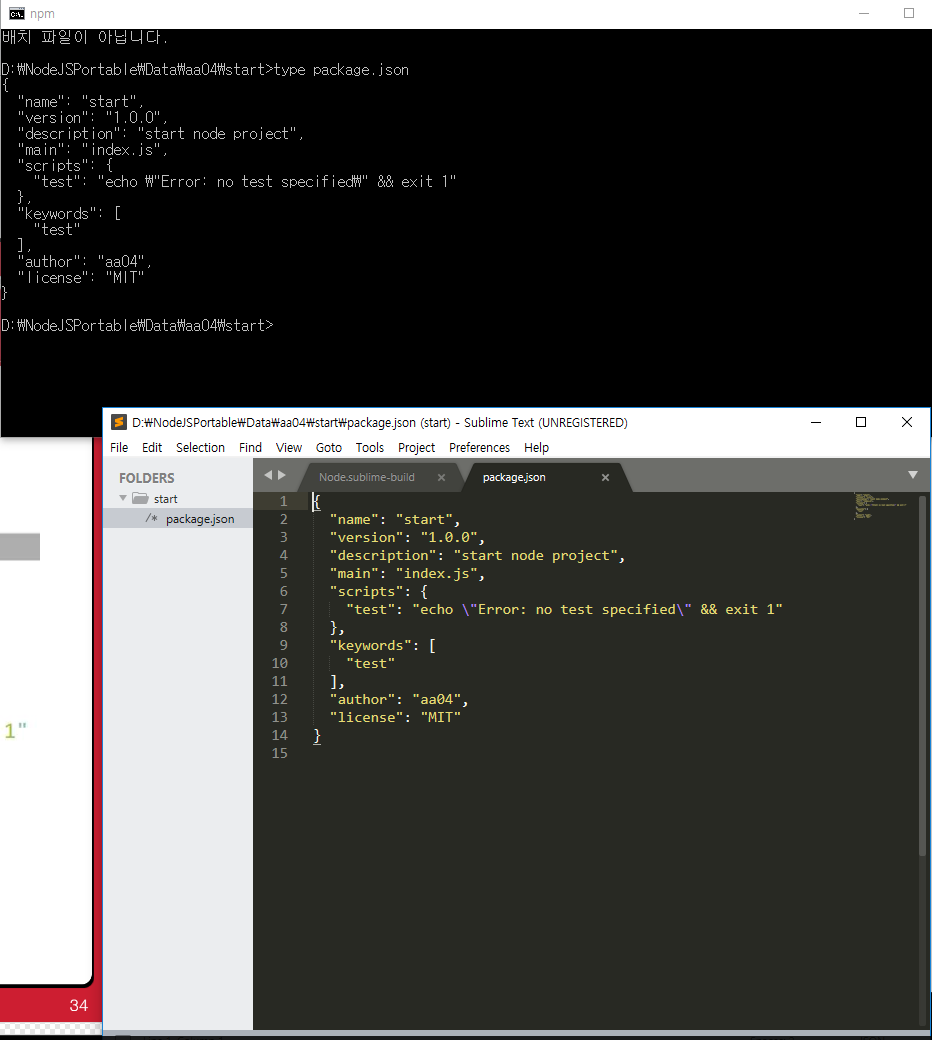 npm
배치 파일이 아닙니다.
D:₩NodeJSPortable₩Data₩aa04₩start>type package.json
{
"name": "start",
"version": "1.0.0",
"description": "start node project",
"main": "index.js",
"scripts": {
"test": "echo ₩"Error: no test specified₩" && exit 1"
},
"keywords": [
"test"
],
"author": "aa04",
"license": "MIT"
}
D:₩NodeJSPortable₩Data₩aa04₩start>
D:₩NodeJSPortable₩Data₩aa04₩start₩package.json (start) - Sublime Text (UNREGISTERED)
File Edit Selection Find View Goto Tools Project Preferences Help
FOLDERS
start
/* package.json
Node.sublime-build × package.json ×
1 {
2 "name": "start",
3 "version": "1.0.0",
4 "description": "start node project",
5 "main": "index.js",
6 "scripts": {
7 "test": "echo \"Error: no test specified\" && exit 1"
8 },
9 "keywords": [
10 "test"
11 ],
12 "author": "aa04",
13 "license": "MIT"
14 }
15
1"
34